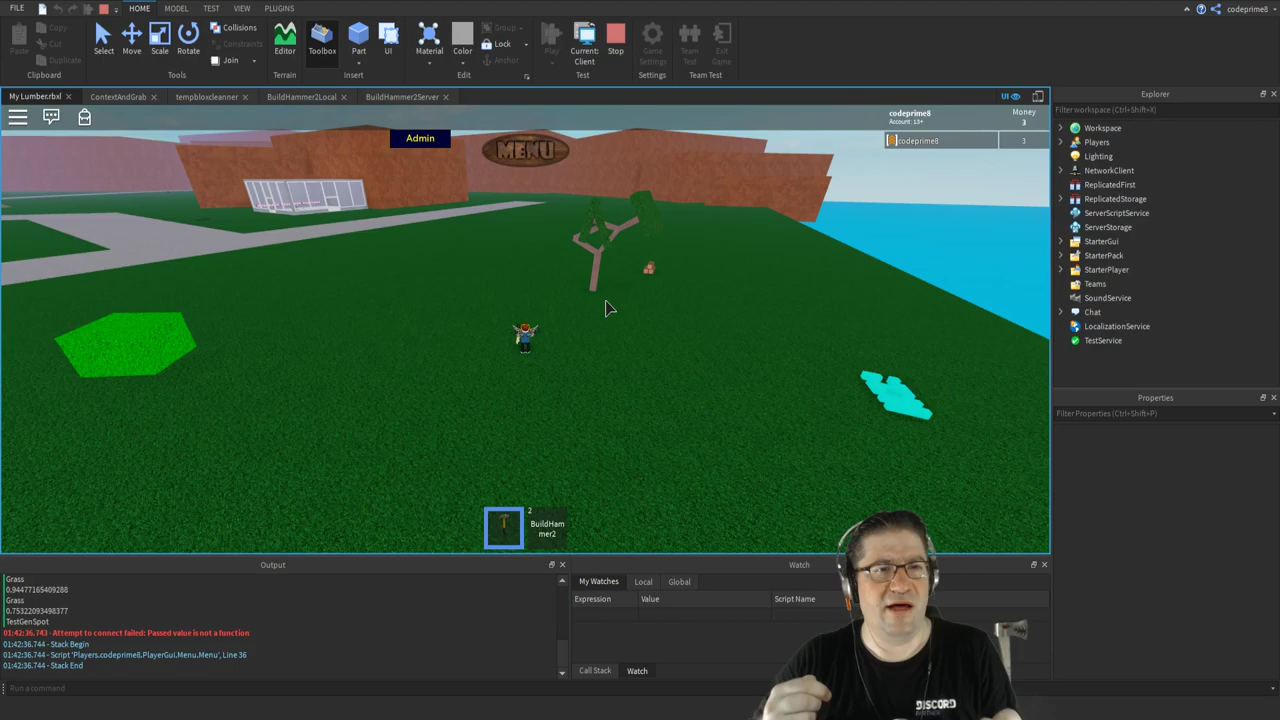 FILE HOME MODEL TEST VIEW PLUGINS codeprime8
Paste Copy Cut Duplicate Select Move Scale Rotate Collisions Constraints Join Editor Toolbox Part UI Material Color Group Lock Anchor Play Current: Client Stop Game Settings Team Test Exit Game
Clipboard Tools Terrain Insert Edit Test Settings Team Test
My Lumber.rbxl ContextAndGrab tempbloxcleanner BuildHammer2Local BuildHammer2Server UI
Explorer
Filter workspace (Ctrl+Shift+X)
Workspace
Players
Lighting
NetworkClient
ReplicatedFirst
ReplicatedStorage
ServerScriptService
ServerStorage
StarterGui
StarterPack
StarterPlayer
Teams
SoundService
Chat
LocalizationService
TestService
Properties
Filter Properties (Ctrl+Shift+P)
codeprime8
Account: 13+
Money
3
codeprime8 3
Admin
MENU
2
BuildHam
mer2
Output
Grass
0.94477165409288
Grass
0.75322093498377
TestGenSpot
01:42:36.743 - Attempt to connect failed: Passed value is not a function
01:42:36.744 - Stack Begin
01:42:36.744 - Script 'Players.codeprime8.PlayerGui.Menu.Menu', Line 36
01:42:36.744 - Stack End
Run a command
Watch
My Watches Local Global
Expression Value Script Name
Call Stack Watch
DISCORD